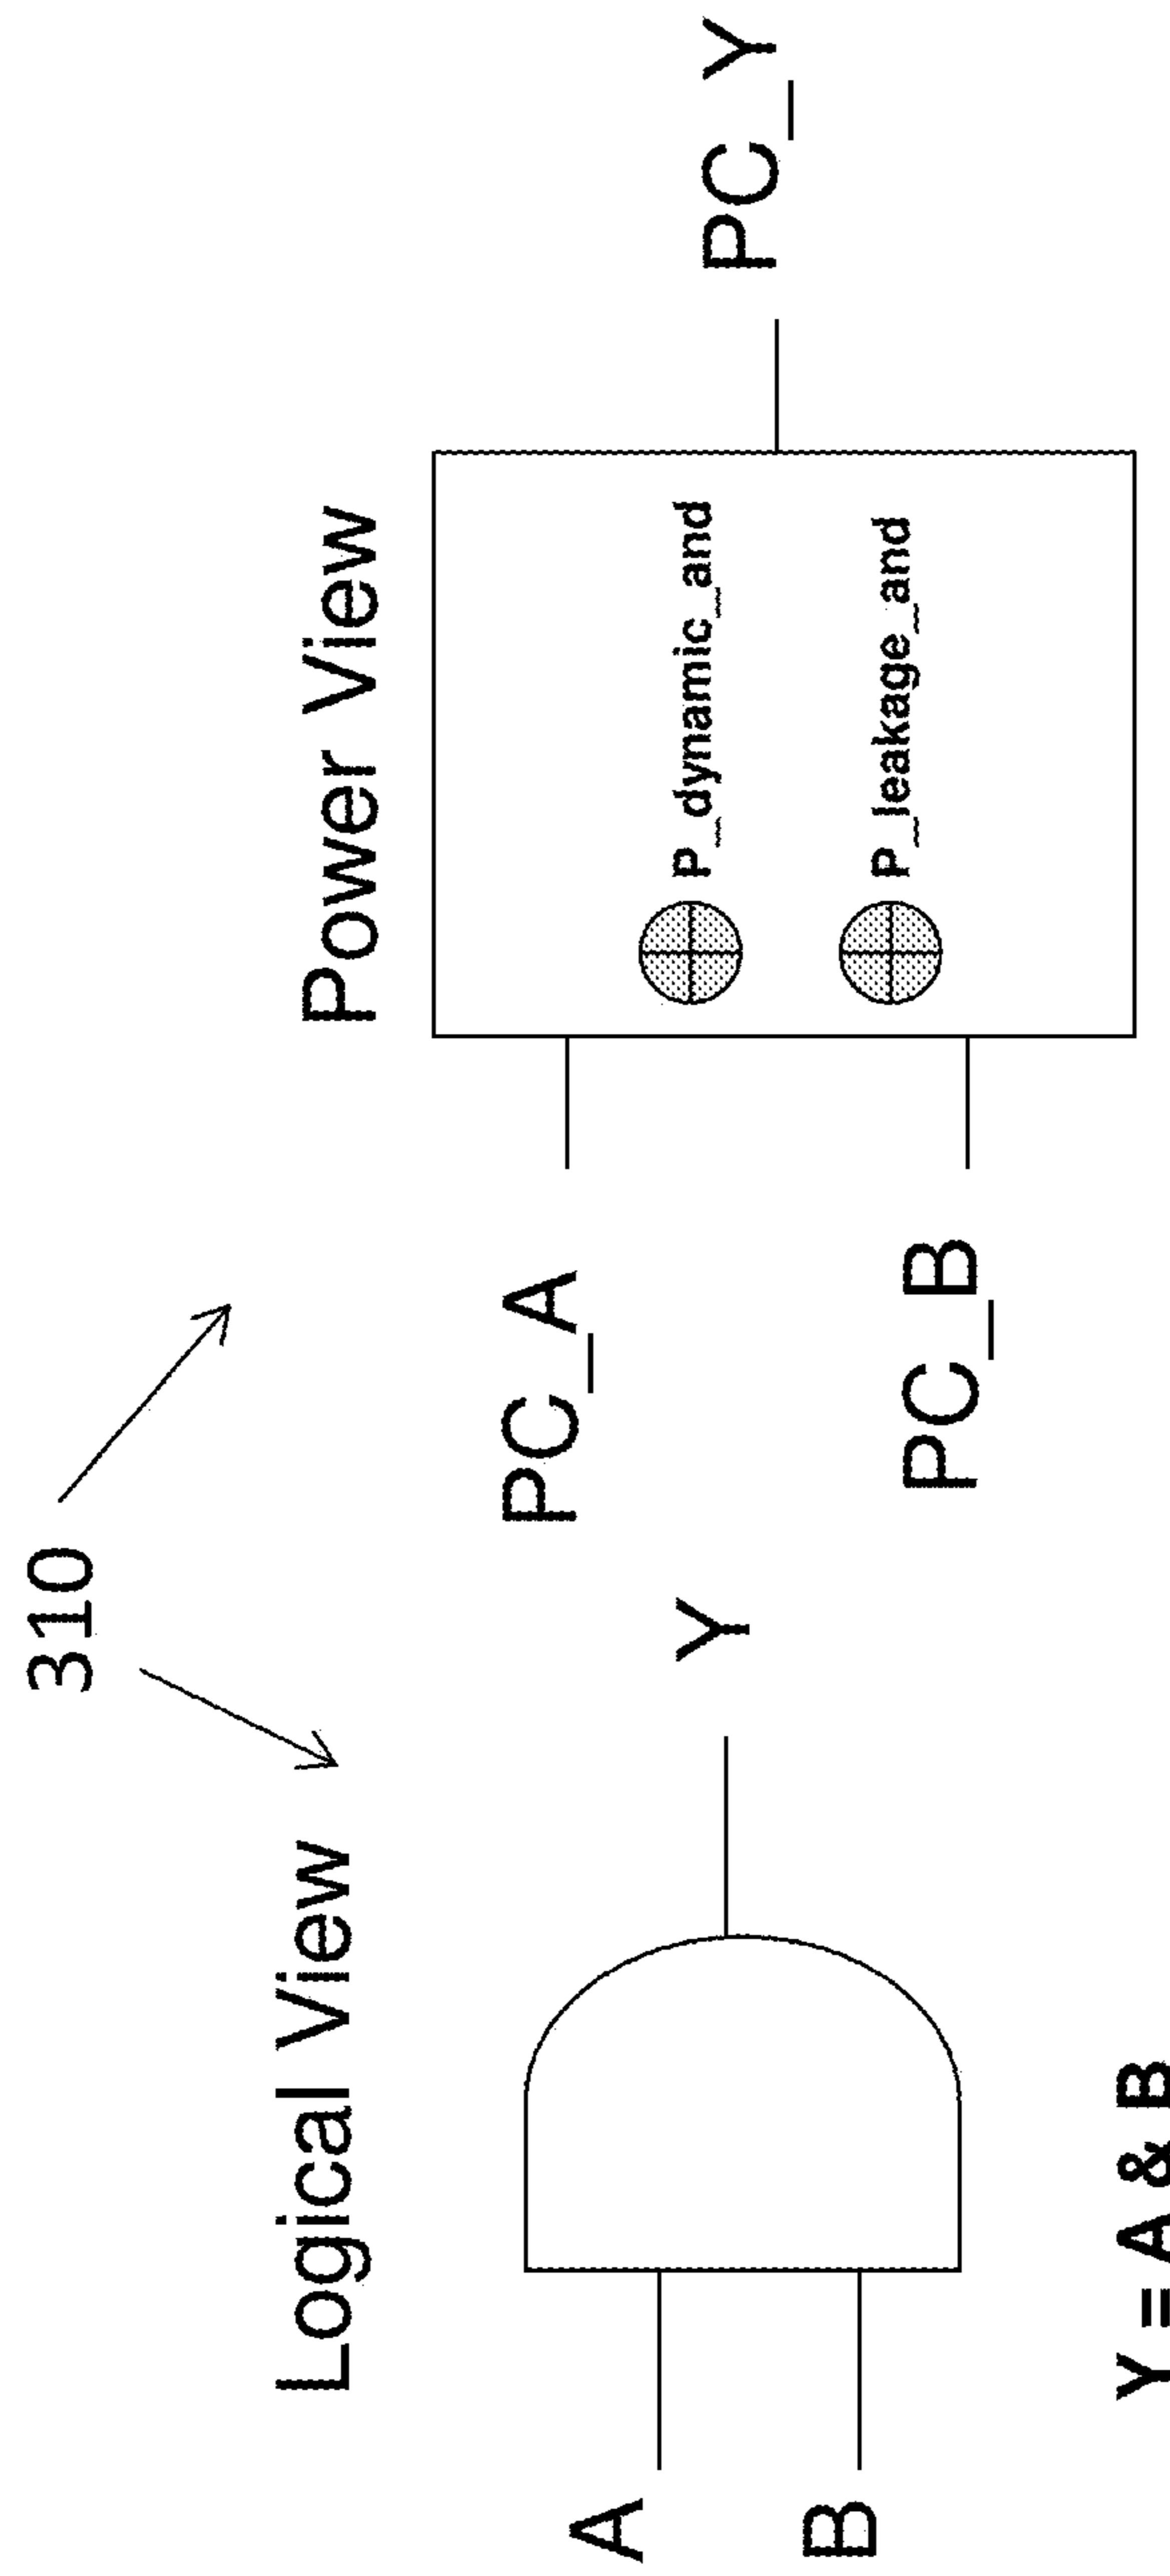 310
Logical View
A
B
Y
Y = A & B
Power View
PC_A
PC_B
P_dynamic_and
P_leakage_and
PC_Y